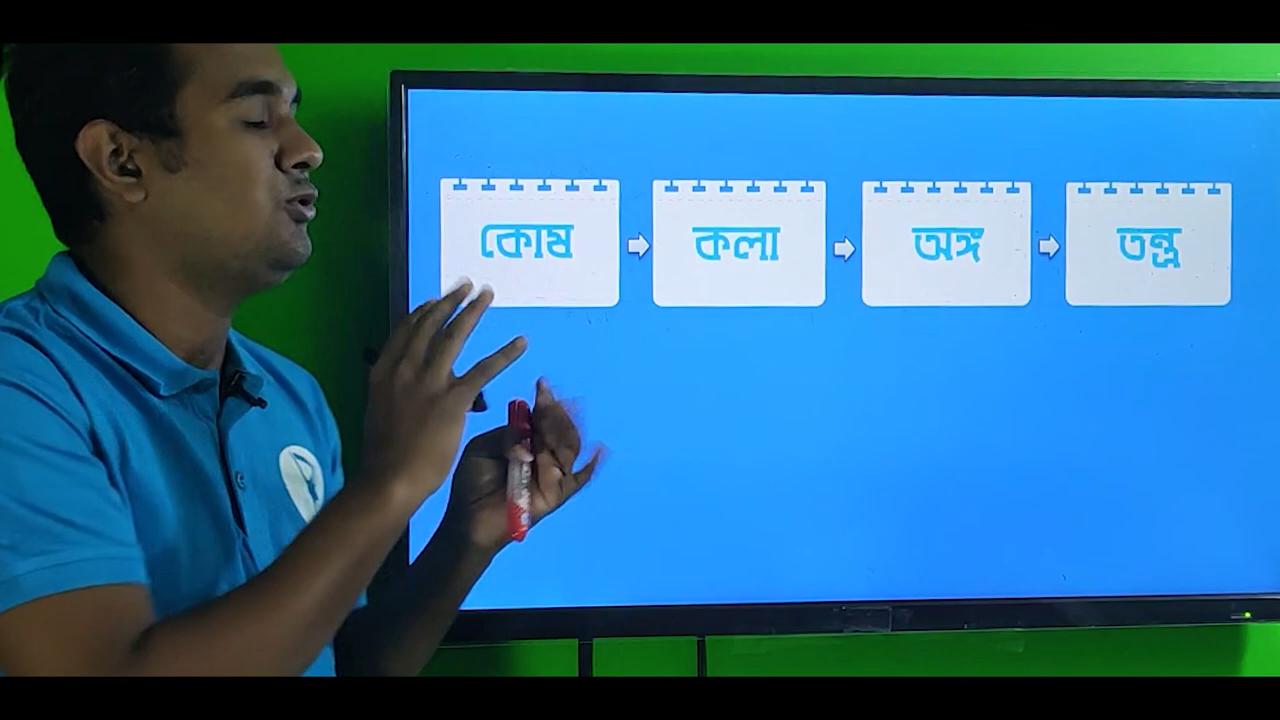 কোষ
কলা
অঙ্গ
তন্ত্র